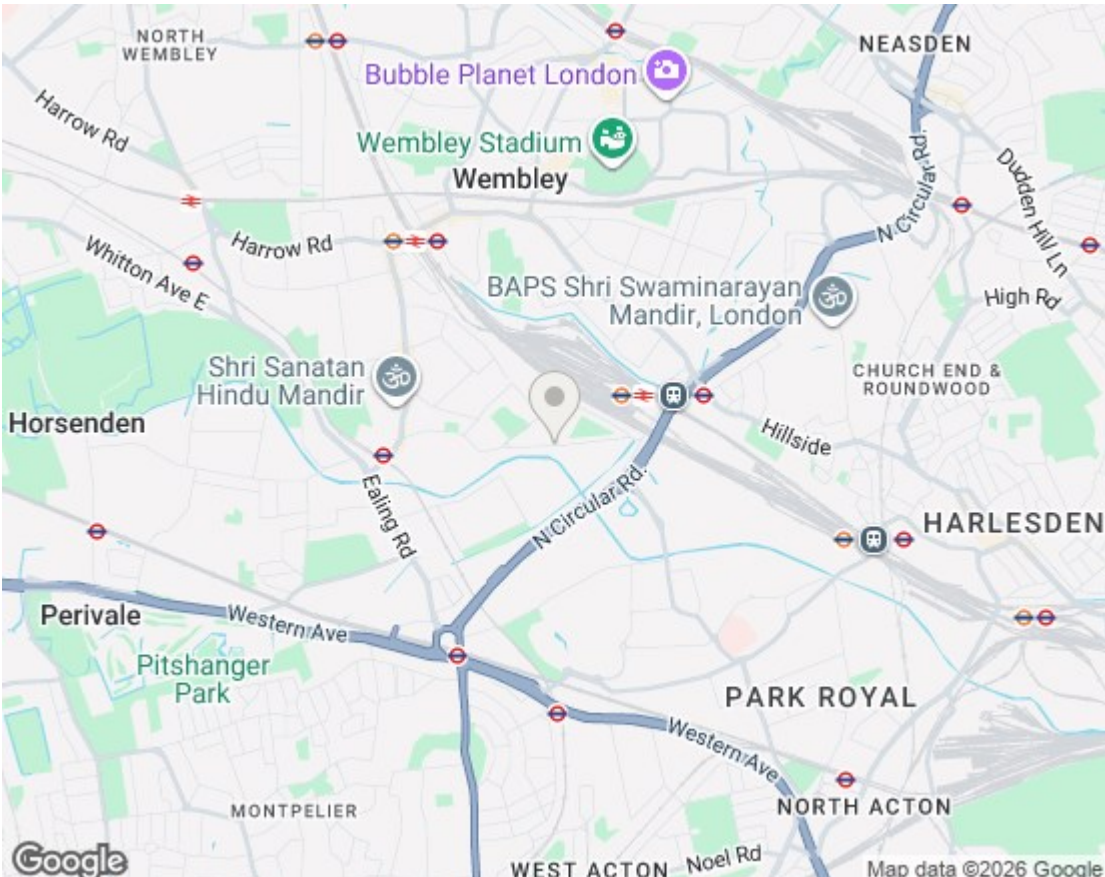 NORTH
WEMBLEY
NEASDEN
Bubble Planet London
Harrow Rd
Wembley Stadium
Wembley
N Circular Rd.
Dudden Hill Ln
Harrow Rd
Whitton Ave E
BAPS Shri Swaminarayan
Mandir, London
High Rd
Shri Sanatan
Hindu Mandir
CHURCH END &
ROUNDWOOD
Horsenden
Hillside
Ealing Rd
N Circular Rd.
HARLESDEN
Perivale
Western Ave
Pitshanger
Park
PARK ROYAL
Western Ave
MONTPELIER
NORTH ACTON
Google
WEST ACTON
Noel Rd
Map data ©2026 Google